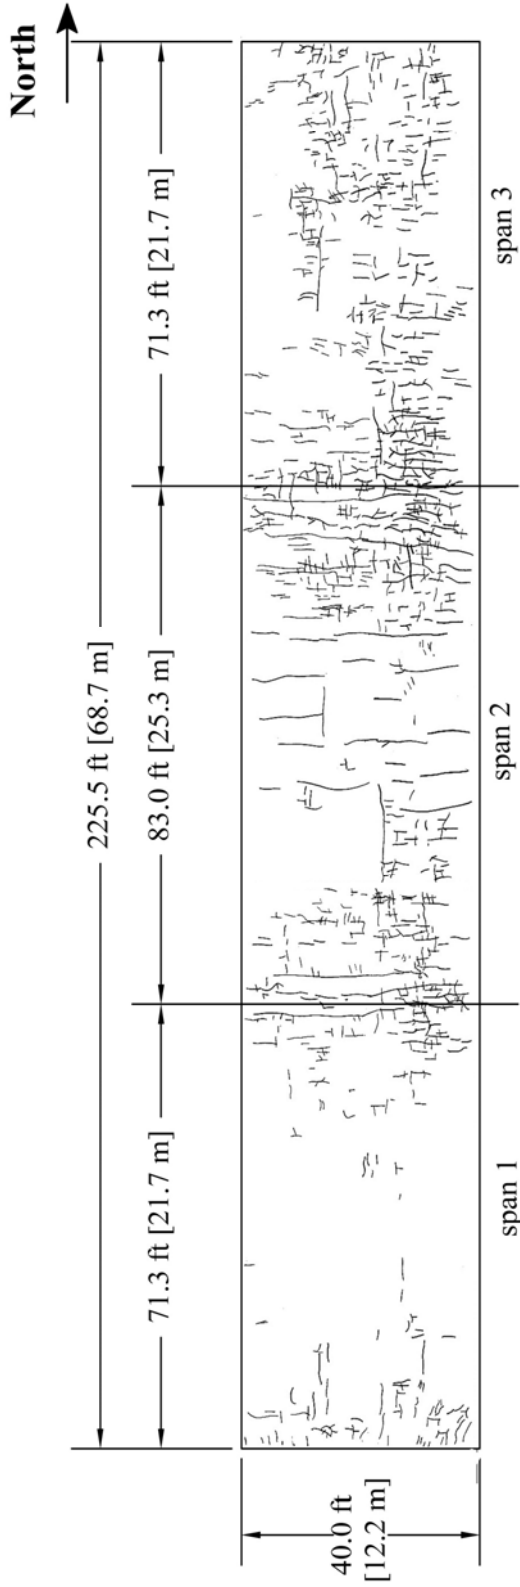 North
225.5 ft [68.7 m]
71.3 ft [21.7 m]
83.0 ft [25.3 m]
71.3 ft [21.7 m]
40.0 ft
[12.2 m]
span 1
span 2
span 3